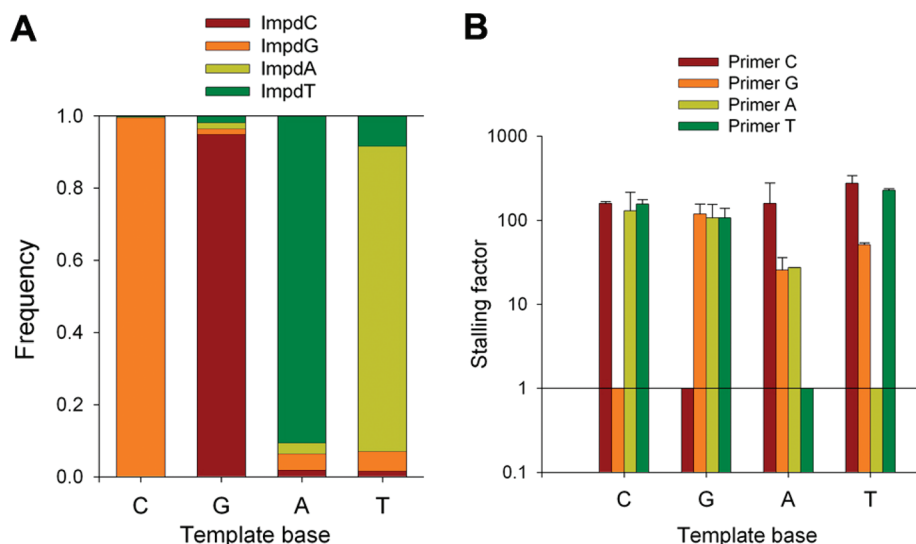 A
ImpdC
ImpdG
ImpdA
ImpdT
Frequency
1.0
0.8
0.6
0.4
0.2
0.0
C G A T
Template base
B
Primer C
Primer G
Primer A
Primer T
Stalling factor
1000
100
10
1
0.1
C G A T
Template base